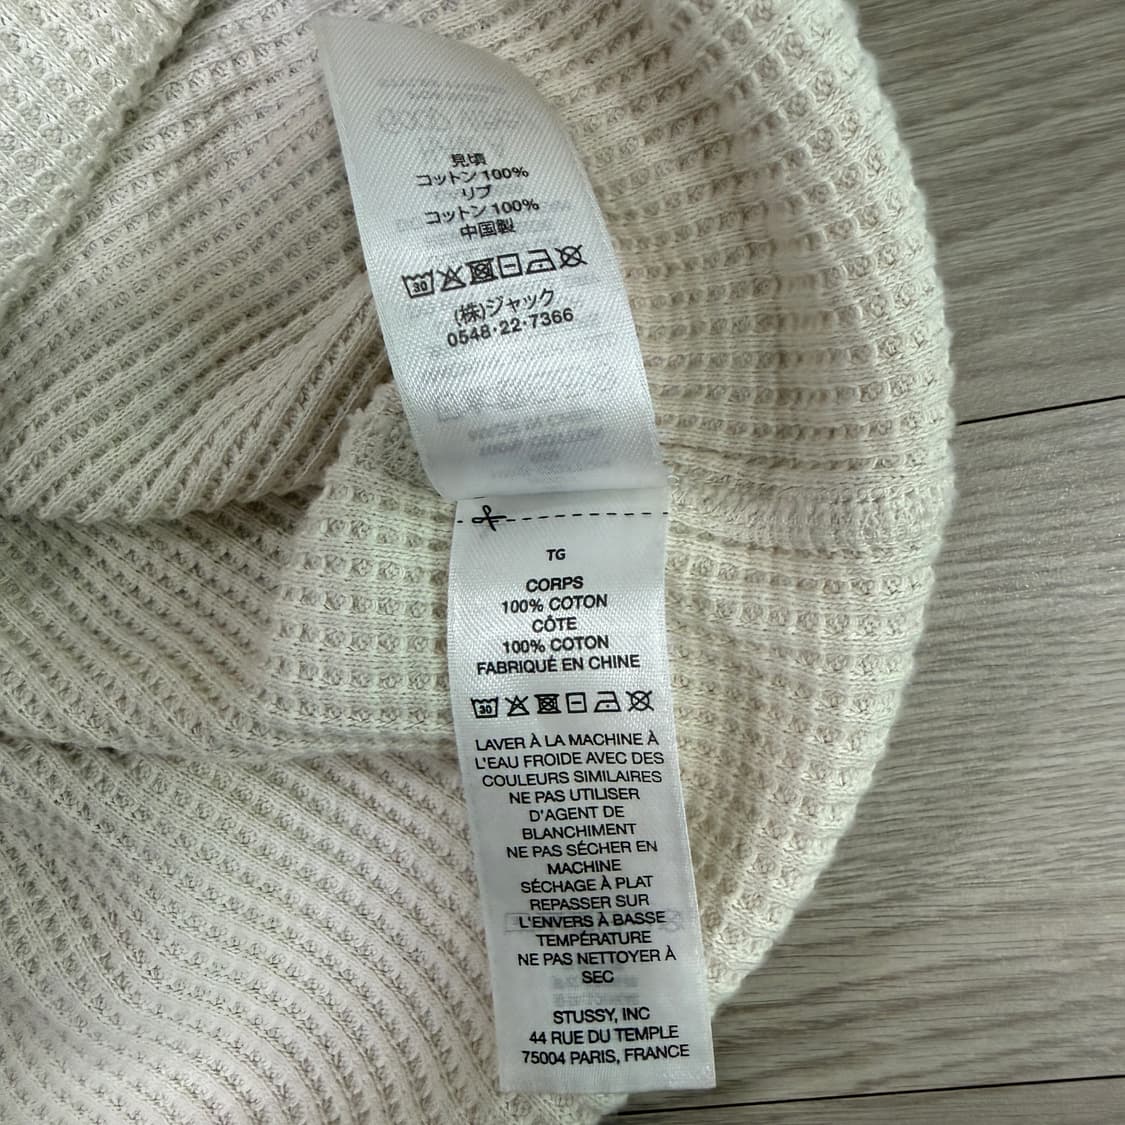 見頃
コットン100%
リブ
コットン100%
中国製
30
(株)ジャック
0548・22・7366
TG
CORPS
100% COTON
CÔTE
100% COTON
FABRIQUÉ EN CHINE
30
LAVER À LA MACHINE À
L'EAU FROIDE AVEC DES
COULEURS SIMILAIRES
NE PAS UTILISER
D'AGENT DE
BLANCHIMENT
NE PAS SÉCHER EN
MACHINE
SÉCHAGE À PLAT
REPASSER SUR
L'ENVERS À BASSE
TEMPÉRATURE
NE PAS NETTOYER À
SEC
STUSSY, INC
44 RUE DU TEMPLE
75004 PARIS, FRANCE